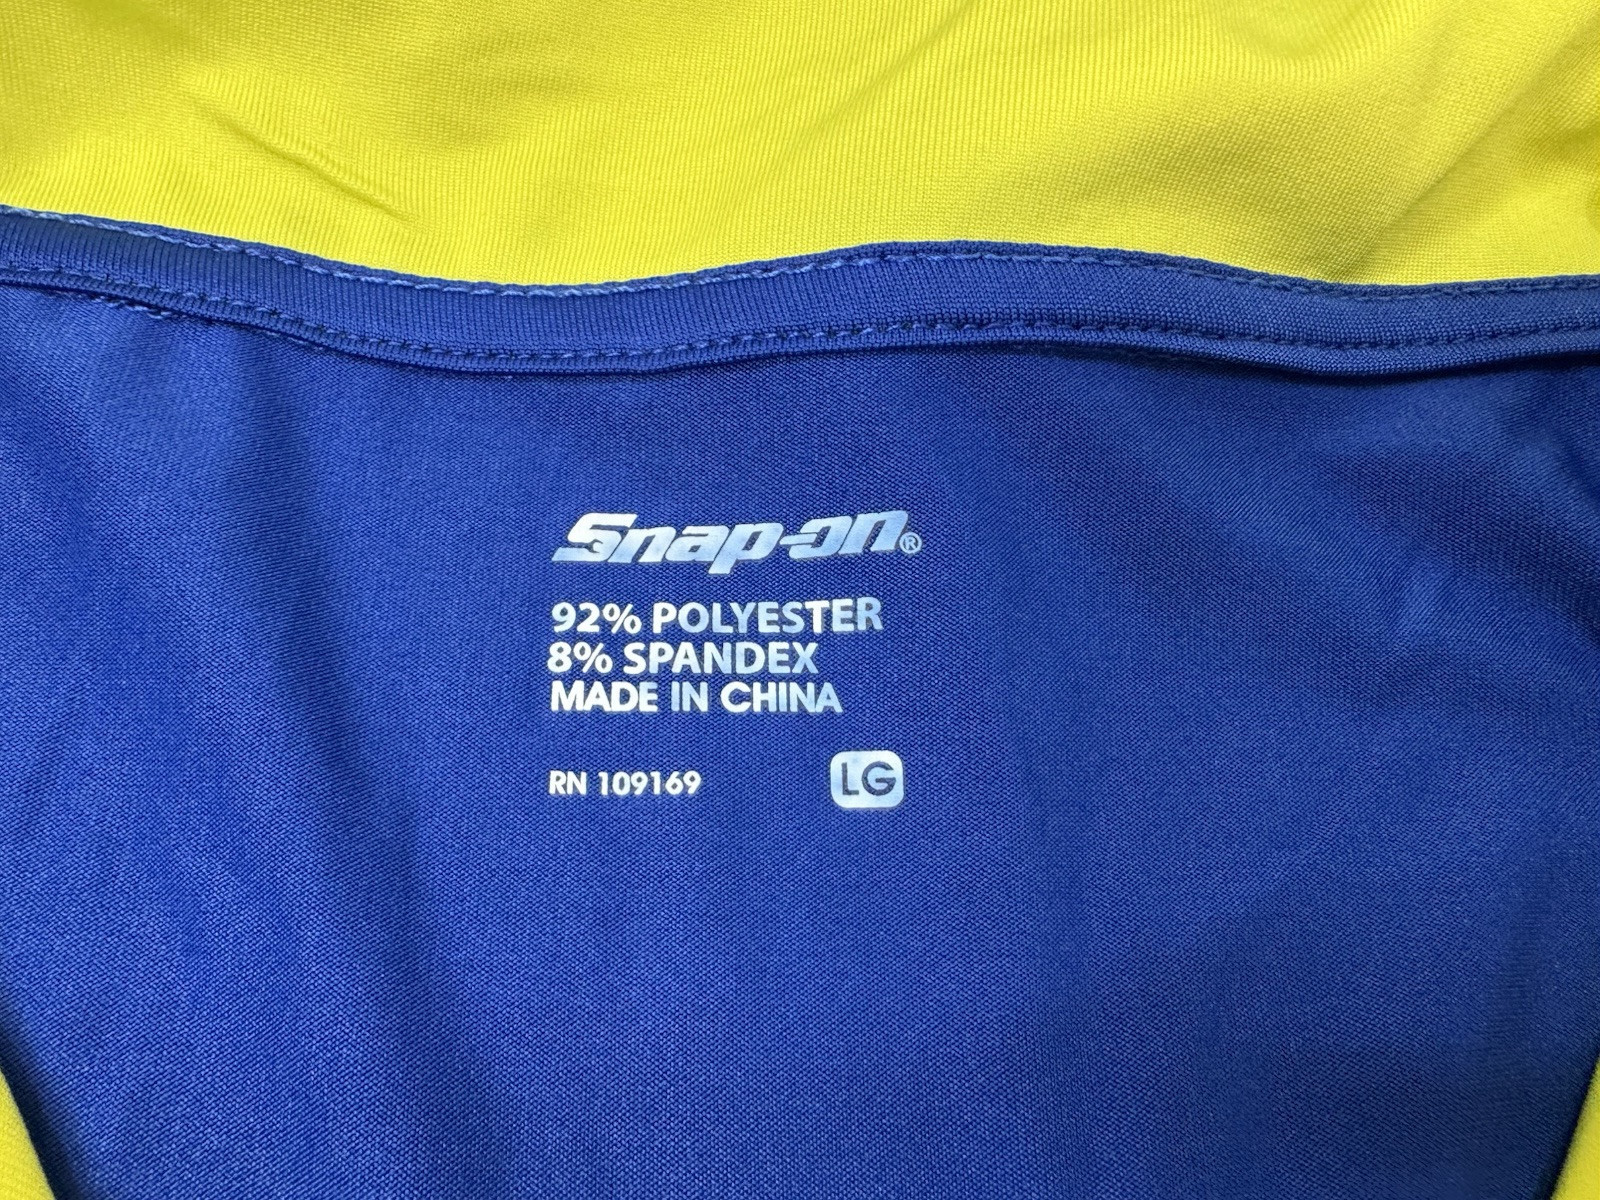 Snap-on®
92% POLYESTER
8% SPANDEX
MADE IN CHINA
RN 109169 LG